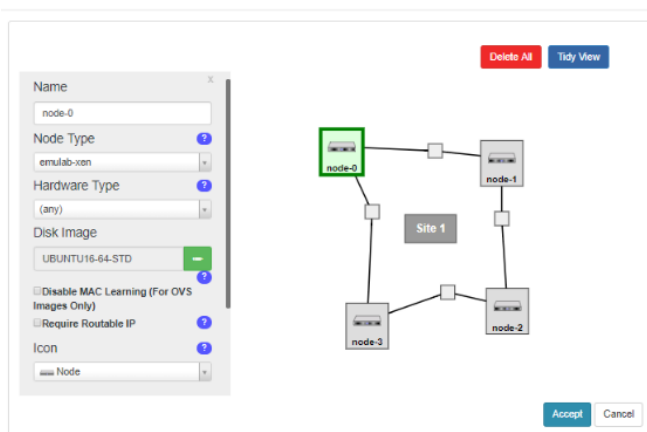 Delete All
Tidy View
x
Name
node-0
Node Type ?
emulab-xen
Hardware Type ?
(any)
Disk Image
UBUNTU16-64-STD
?
Disable MAC Learning (For OVS
Images Only)
Require Routable IP ?
Icon ?
Node
node-0
node-1
Site 1
node-3
node-2
Accept
Cancel